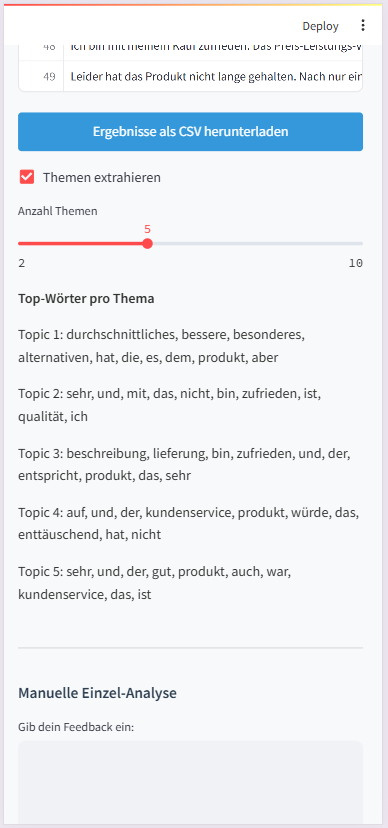 Deploy
48 Ich bin mit meinem Kauf zufrieden. Das Preis-Leistungs-V
49 Leider hat das Produkt nicht lange gehalten. Nach nur ein
Ergebnisse als CSV herunterladen
Themen extrahieren
Anzahl Themen
5
2 10
Top-Wörter pro Thema
Topic 1: durchschnittliches, bessere, besonderes,
alternativen, hat, die, es, dem, produkt, aber
Topic 2: sehr, und, mit, das, nicht, bin, zufrieden, ist,
qualität, ich
Topic 3: beschreibung, lieferung, bin, zufrieden, und, der,
entspricht, produkt, das, sehr
Topic 4: auf, und, der, kundenservice, produkt, würde, das,
enttäuschend, hat, nicht
Topic 5: sehr, und, der, gut, produkt, auch, war,
kundenservice, das, ist
Manuelle Einzel-Analyse
Gib dein Feedback ein: